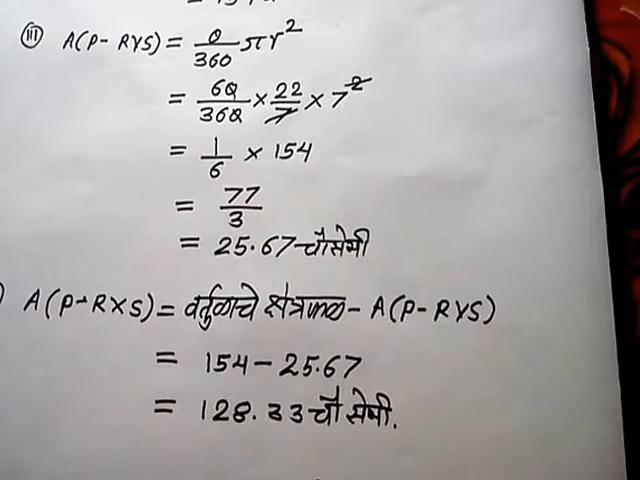 iii) A(P-RYS) = θ/360 πr²
= 60/360 × 22/7 × 7²
= 1/6 × 154
= 77/3
= 25.67 चौसेमी
) A(P-RXS) = वर्तुळाचे क्षेत्रफळ - A(P-RYS)
= 154 - 25.67
= 128.33 चौ सेमी.